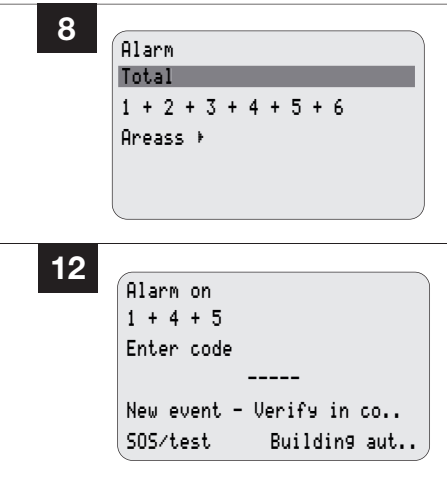 8
Alarm
Total
1 + 2 + 3 + 4 + 5 + 6
Areass ▸
12
Alarm on
1 + 4 + 5
Enter code
-----
New event - Verify in co..
SOS/test Building aut..